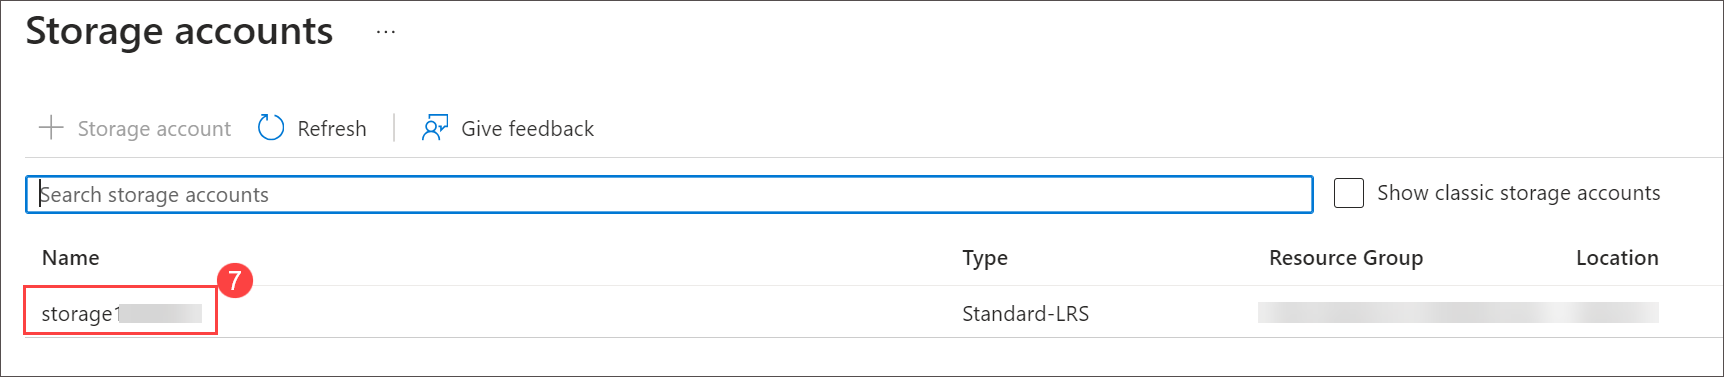 Storage accounts ...
Storage account Refresh Give feedback
Search storage accounts Show classic storage accounts
Name Type Resource Group Location
7
storage1 Standard-LRS